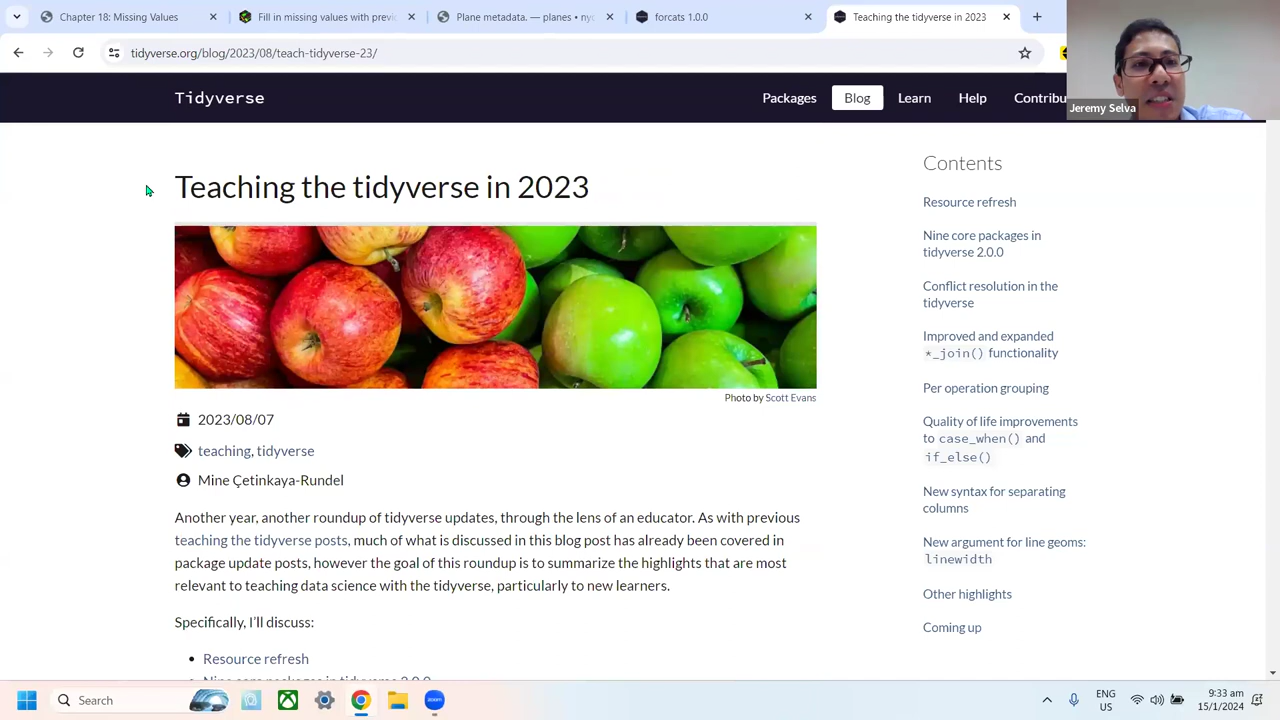 Chapter 18: Missing Values
Fill in missing values with previ
Plane metadata. — planes • nyc
forcats 1.0.0
Teaching the tidyverse in 2023
tidyverse.org/blog/2023/08/teach-tidyverse-23/
Jeremy Selva
Tidyverse
Packages
Blog
Learn
Help
Contribu
Teaching the tidyverse in 2023
Photo by Scott Evans
2023/08/07
teaching, tidyverse
Mine Çetinkaya-Rundel
Another year, another roundup of tidyverse updates, through the lens of an educator. As with previous
teaching the tidyverse posts, much of what is discussed in this blog post has already been covered in
package update posts, however the goal of this roundup is to summarize the highlights that are most
relevant to teaching data science with the tidyverse, particularly to new learners.
Specifically, I'll discuss:
• Resource refresh
Nine core packages in tidyverse 2.0.0
Contents
Resource refresh
Nine core packages in
tidyverse 2.0.0
Conflict resolution in the
tidyverse
Improved and expanded
*_join() functionality
Per operation grouping
Quality of life improvements
to case_when() and
if_else()
New syntax for separating
columns
New argument for line geoms:
linewidth
Other highlights
Coming up
Search
zoom
ENG
US
9:33 am
15/1/2024